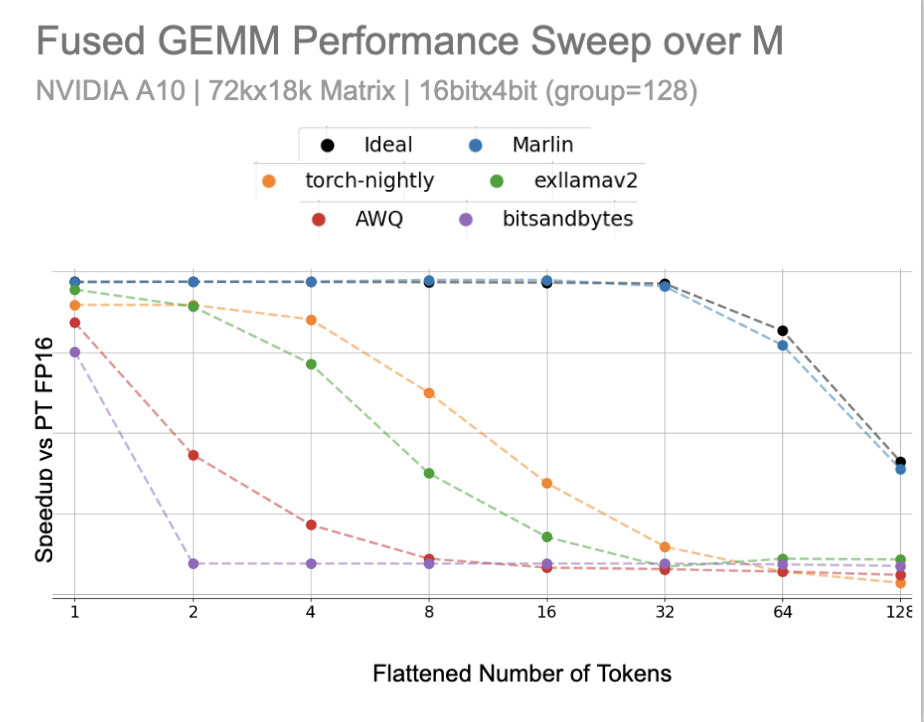 Fused GEMM Performance Sweep over M
NVIDIA A10 | 72kx18k Matrix | 16bitx4bit (group=128)
Ideal Marlin
torch-nightly exllamav2
AWQ bitsandbytes
Speedup vs PT FP16
1 2 4 8 16 32 64 128
Flattened Number of Tokens